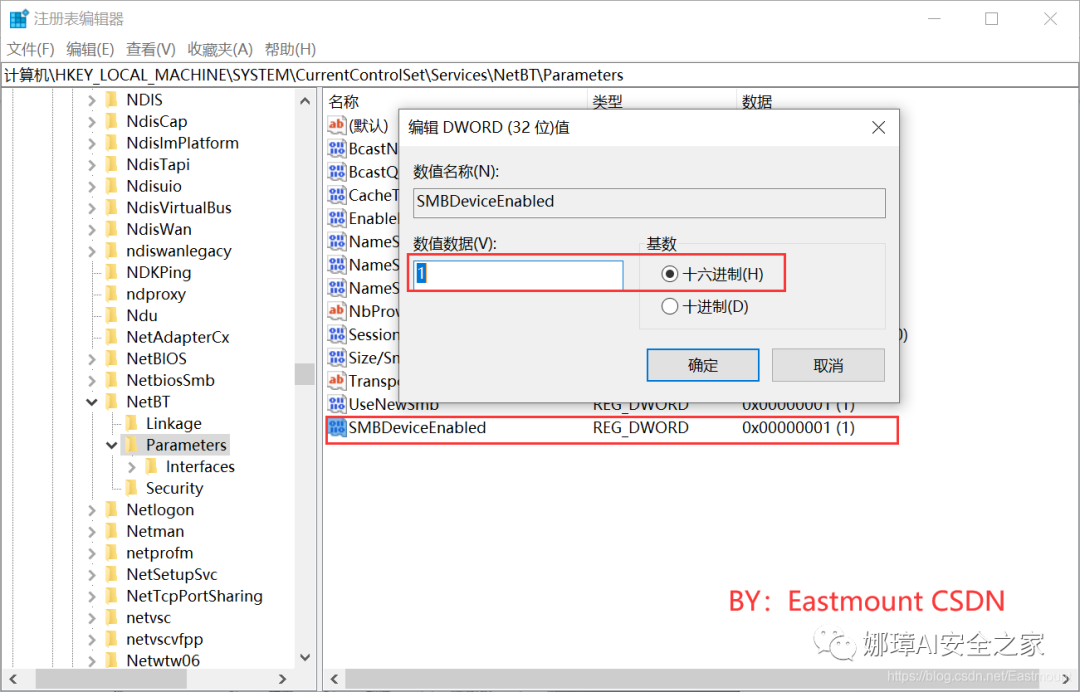 注册表编辑器
文件(F) 编辑(E) 查看(V) 收藏夹(A) 帮助(H)
计算机\HKEY_LOCAL_MACHINE\SYSTEM\CurrentControlSet\Services\NetBT\Parameters
NDIS
NdisCap
NdisImPlatform
NdisTapi
Ndisuio
NdisVirtualBus
NdisWan
ndiswanlegacy
NDKPing
ndproxy
Ndu
NetAdapterCx
NetBIOS
NetbiosSmb
NetBT
Linkage
Parameters
Interfaces
Security
Netlogon
Netman
netprofm
NetSetupSvc
NetTcpPortSharing
netvsc
netvscvfpp
Netwtw06
名称 类型 数据
ab (默认)
BcastN
BcastQ
CacheT
Enable
NameS
NameS
NameS
ab NbProv
Session 0)
Size/Sm
ab Transp
UseNewSmb REG_DWORD 0x00000001 (1)
SMBDeviceEnabled REG_DWORD 0x00000001 (1)
编辑 DWORD (32 位)值
数值名称(N):
SMBDeviceEnabled
数值数据(V): 基数
1 十六进制(H)
十进制(D)
确定 取消
BY：Eastmount CSDN
娜璋AI安全之家
https://blog.csdn.net/Eastmount